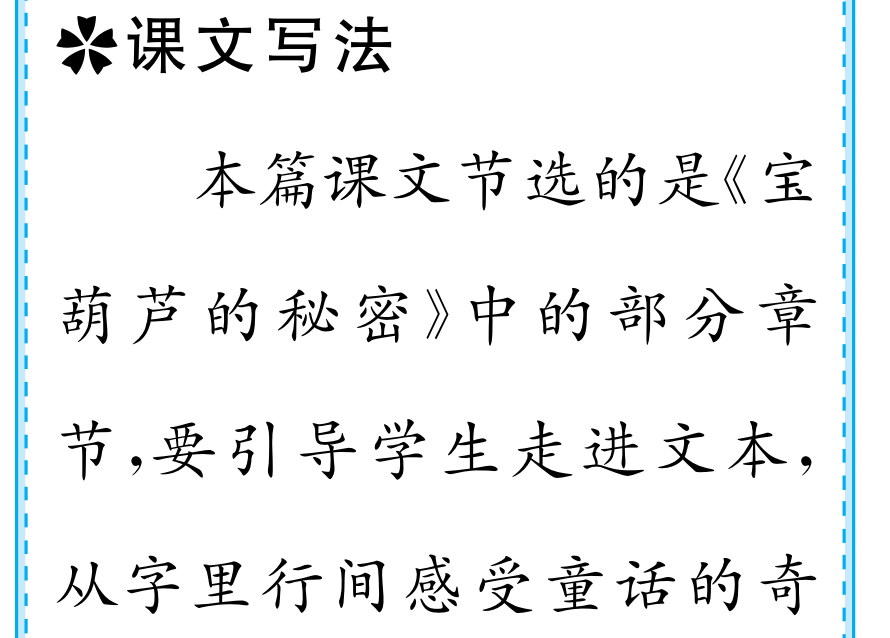 ✲课文写法
本篇课文节选的是《宝
葫芦的秘密》中的部分章
节,要引导学生走进文本,
从字里行间感受童话的奇